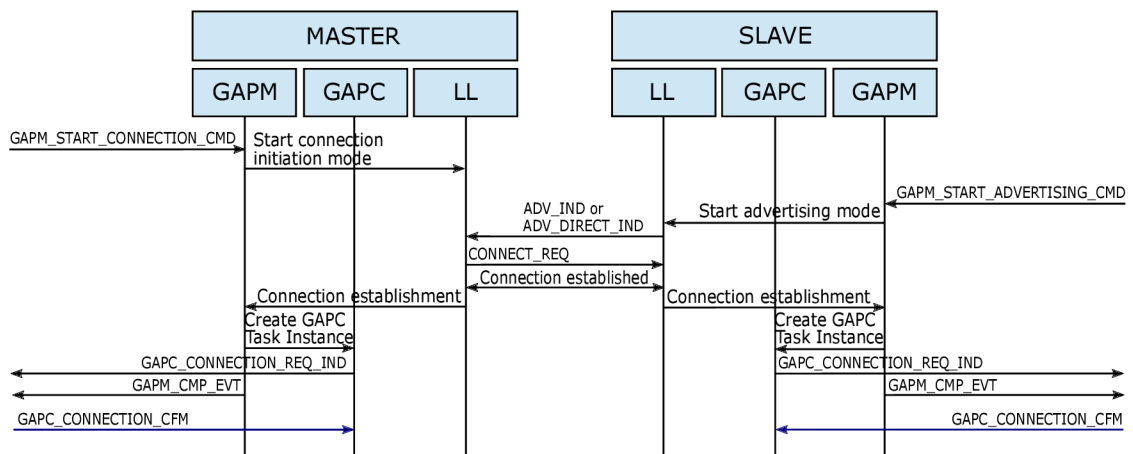 MASTER
SLAVE
GAPM
GAPC
LL
LL
GAPC
GAPM
GAPM_START_CONNECTION_CMD
Start connection
initiation mode
GAPM_START_ADVERTISING_CMD
Start advertising mode
ADV_IND or
ADV_DIRECT_IND
CONNECT_REQ
Connection established
Connection establishment
Connection establishment
Create GAPC
Task Instance
Create GAPC
Task Instance
GAPC_CONNECTION_REQ_IND
GAPC_CONNECTION_REQ_IND
GAPM_CMP_EVT
GAPM_CMP_EVT
GAPC_CONNECTION_CFM
GAPC_CONNECTION_CFM